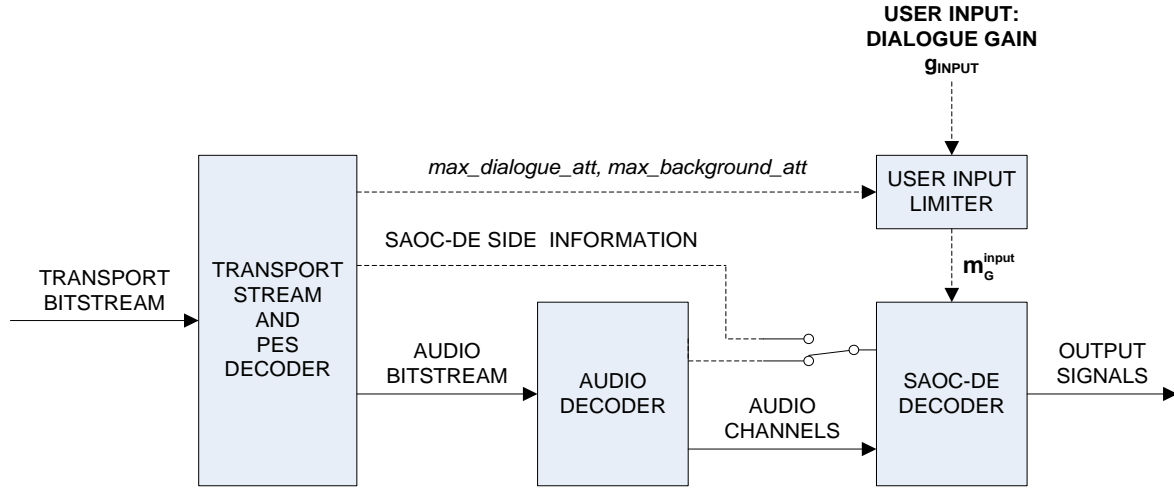 USER INPUT:
DIALOGUE GAIN
gINPUT
max_dialogue_att, max_background_att
USER INPUT
LIMITER
SAOC-DE SIDE INFORMATION
mGinput
TRANSPORT
BITSTREAM
TRANSPORT
STREAM
AND
PES
DECODER
AUDIO
BITSTREAM
AUDIO
DECODER
AUDIO
CHANNELS
SAOC-DE
DECODER
OUTPUT
SIGNALS